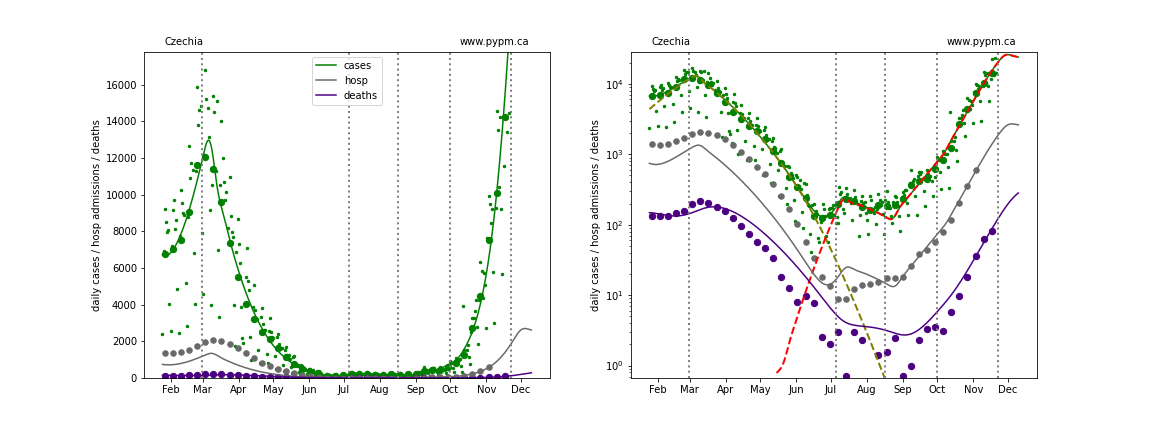 Czechia www.pypm.ca
cases
hosp
deaths
daily cases / hosp admissions / deaths
16000
14000
12000
10000
8000
6000
4000
2000
0
Feb Mar Apr May Jun Jul Aug Sep Oct Nov Dec
Czechia www.pypm.ca
daily cases / hosp admissions / deaths
10⁴
10³
10²
10¹
10⁰
Feb Mar Apr May Jun Jul Aug Sep Oct Nov Dec